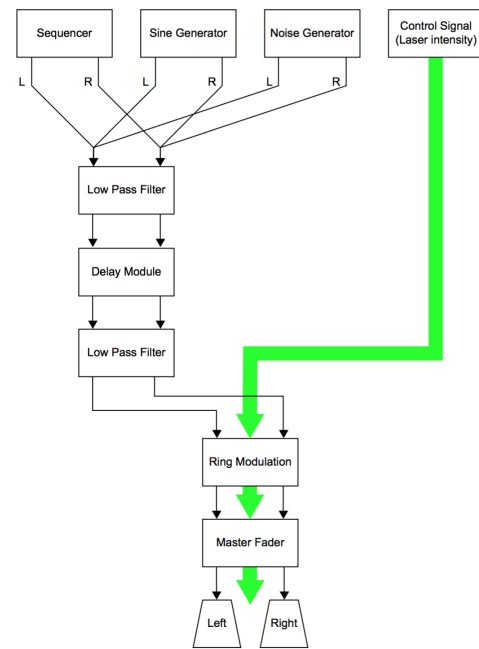 Sequencer
Sine Generator
Noise Generator
Control Signal
(Laser intensity)
L
R
L
R
L
R
Low Pass Filter
Delay Module
Low Pass Filter
Ring Modulation
Master Fader
Left
Right